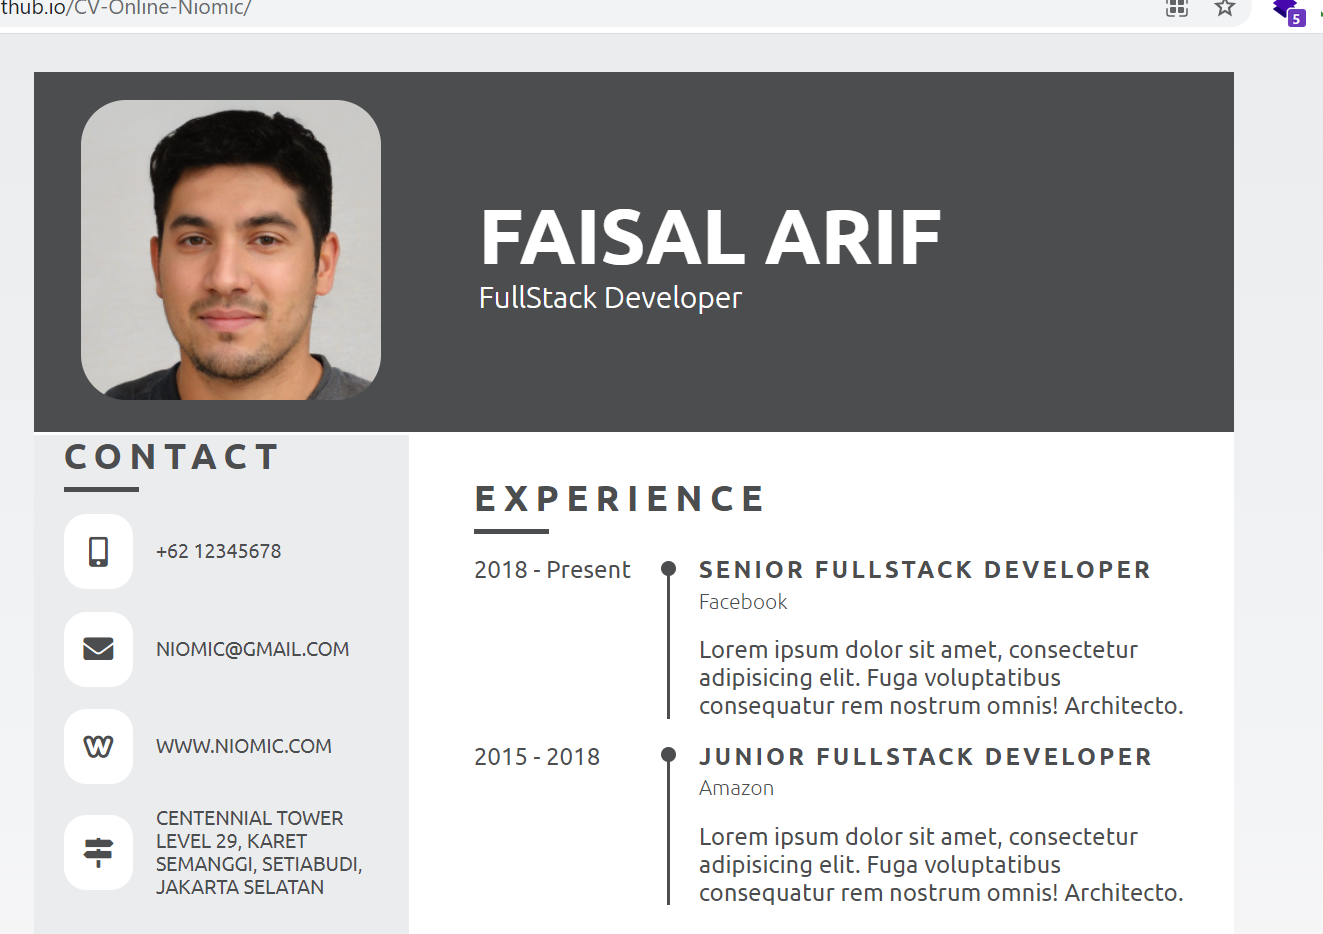 thub.io/CV-Online-Niomic/
5
FAISAL ARIF
FullStack Developer
CONTACT
+62 12345678
NIOMIC@GMAIL.COM
WWW.NIOMIC.COM
CENTENNIAL TOWER
LEVEL 29, KARET
SEMANGGI, SETIABUDI,
JAKARTA SELATAN
EXPERIENCE
2018 - Present
SENIOR FULLSTACK DEVELOPER
Facebook
Lorem ipsum dolor sit amet, consectetur
adipisicing elit. Fuga voluptatibus
consequatur rem nostrum omnis! Architecto.
2015 - 2018
JUNIOR FULLSTACK DEVELOPER
Amazon
Lorem ipsum dolor sit amet, consectetur
adipisicing elit. Fuga voluptatibus
consequatur rem nostrum omnis! Architecto.